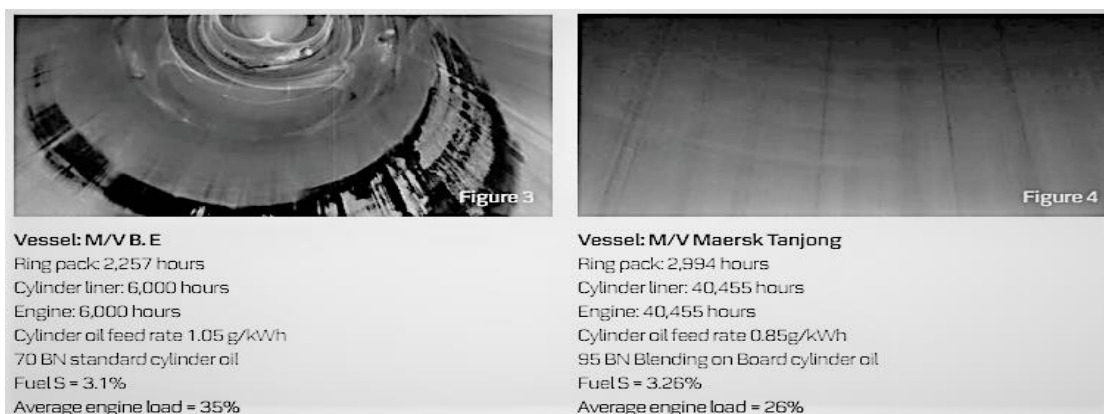 Figure 3
Vessel: M/V B. E
Ring pack: 2,257 hours
Cylinder liner: 6,000 hours
Engine: 6,000 hours
Cylinder oil feed rate 1.05 g/kWh
70 BN standard cylinder oil
Fuel S = 3.1%
Average engine load = 35%
Figure 4
Vessel: M/V Maersk Tanjong
Ring pack: 2,994 hours
Cylinder liner: 40,455 hours
Engine: 40,455 hours
Cylinder oil feed rate 0.85g/kWh
95 BN Blending on Board cylinder oil
Fuel S = 3.26%
Average engine load = 26%